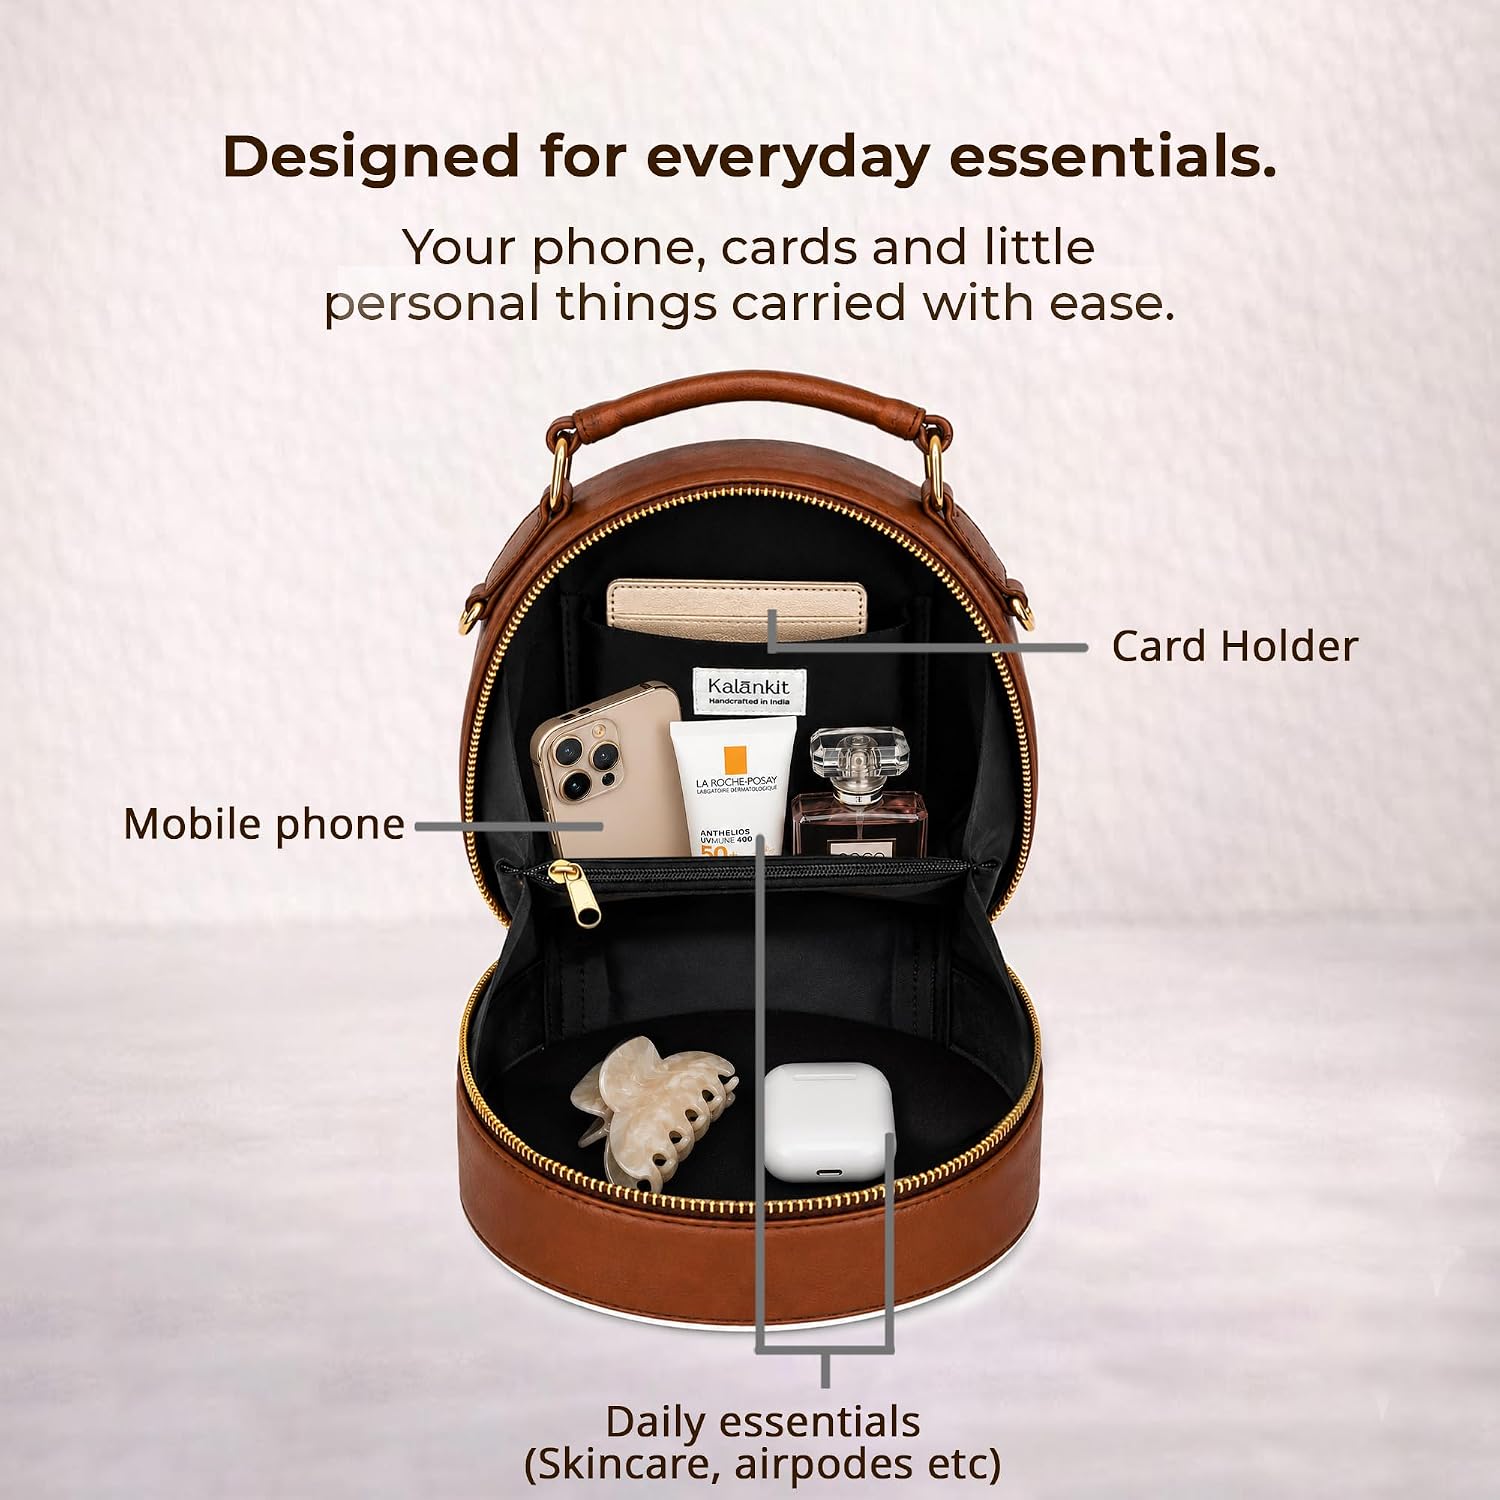 Designed for everyday essentials.
Your phone, cards and little
personal things carried with ease.
Card Holder
Kalānkit
Handcrafted in India
LA ROCHE-POSAY
LABORATOIRE DERMATOLOGIQUE
Mobile phone
ANTHELIOS
UVMUNE 400
50+
Daily essentials
(Skincare, airpodes etc)